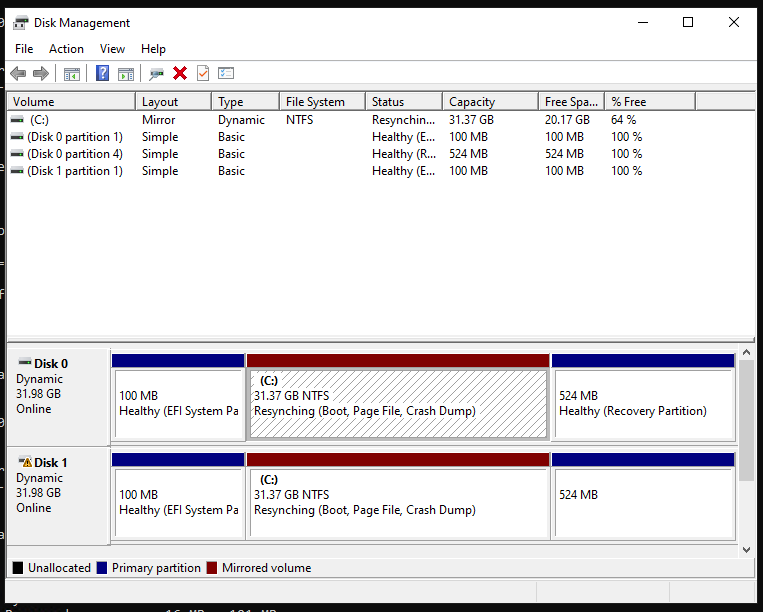 Disk Management
File Action View Help
Volume Layout Type File System Status Capacity Free Spa... % Free
(C:) Mirror Dynamic NTFS Resynchin... 31.37 GB 20.17 GB 64 %
(Disk 0 partition 1) Simple Basic Healthy (E... 100 MB 100 MB 100 %
(Disk 0 partition 4) Simple Basic Healthy (R... 524 MB 524 MB 100 %
(Disk 1 partition 1) Simple Basic Healthy (E... 100 MB 100 MB 100 %
Disk 0
Dynamic
31.98 GB
Online
100 MB
Healthy (EFI System Pa
(C:)
31.37 GB NTFS
Resynching (Boot, Page File, Crash Dump)
524 MB
Healthy (Recovery Partition)
Disk 1
Dynamic
31.98 GB
Online
100 MB
Healthy (EFI System Pa
(C:)
31.37 GB NTFS
Resynching (Boot, Page File, Crash Dump)
524 MB
Unallocated Primary partition Mirrored volume